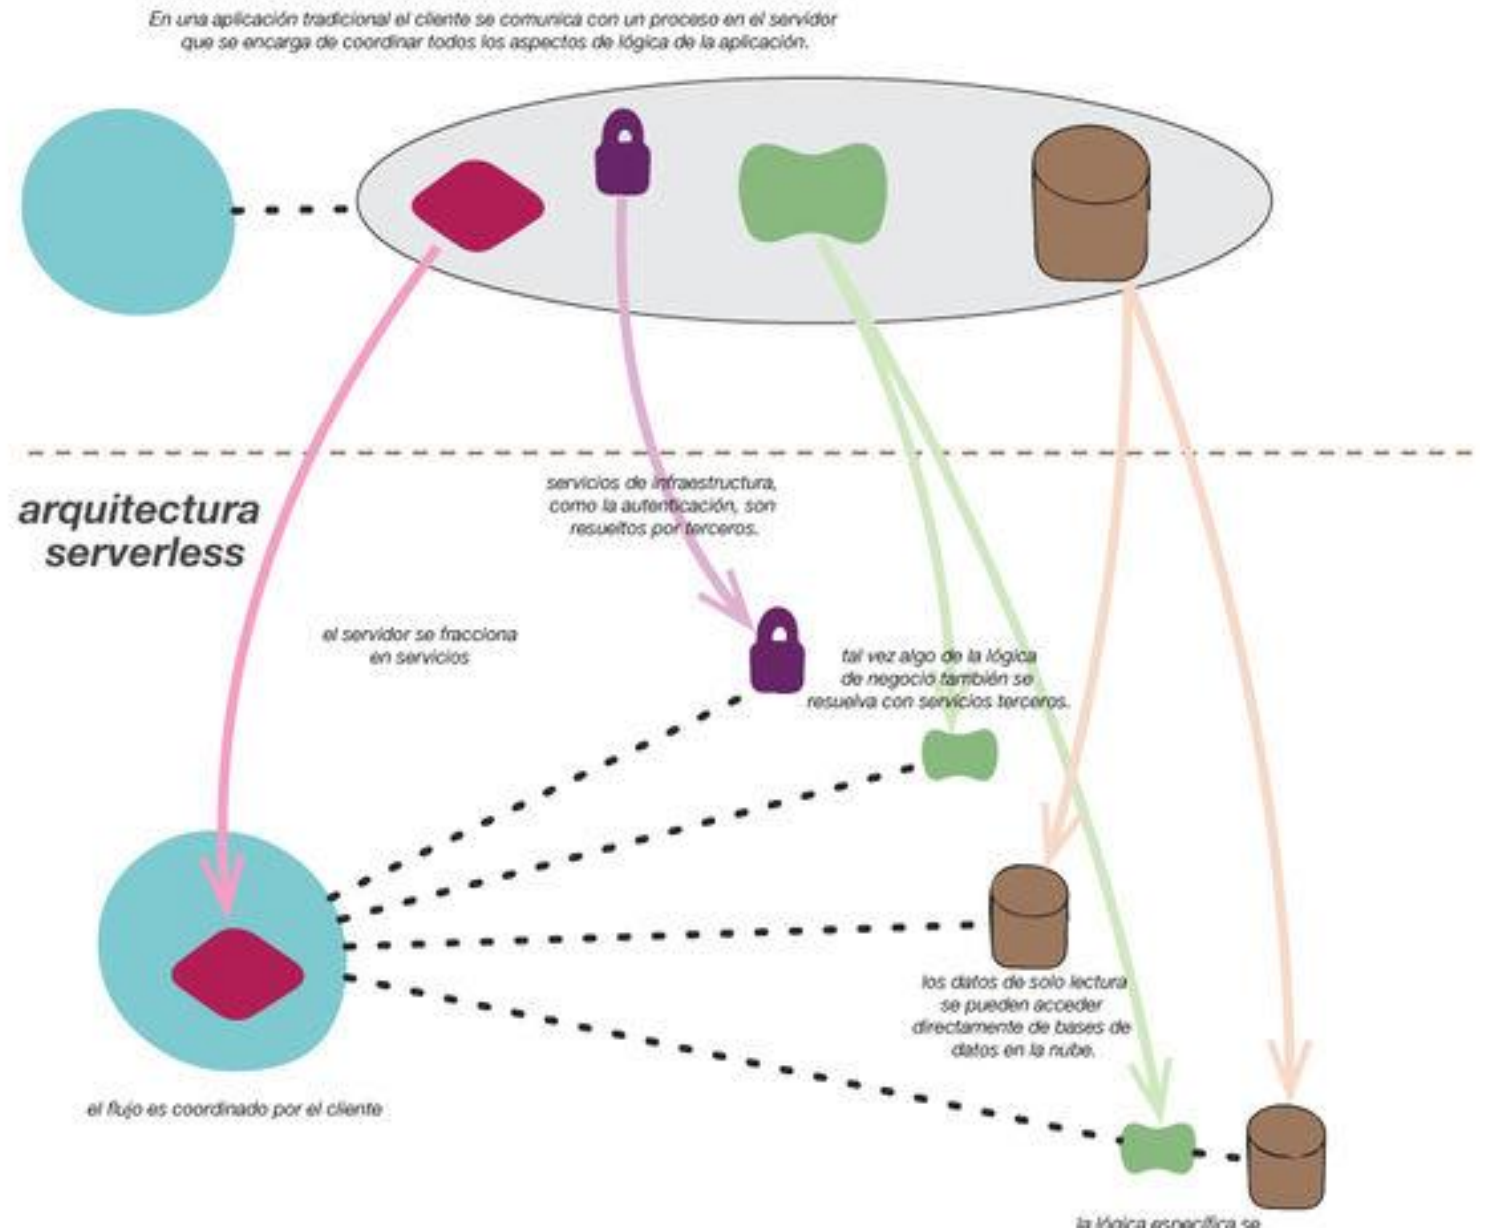 En una aplicación tradicional el cliente se comunica con un proceso en el servidor
que se encarga de coordinar todos los aspectos de lógica de la aplicación.
arquitectura
serverless
servicios de infraestructura,
como la autenticación, son
resueltos por terceros.
el servidor se fracciona
en servicios
tal vez algo de la lógica
de negocio también se
resuelva con servicios terceros.
los datos de solo lectura
se pueden acceder
directamente de bases de
datos en la nube.
el flujo es coordinado por el cliente
la lógica específica se